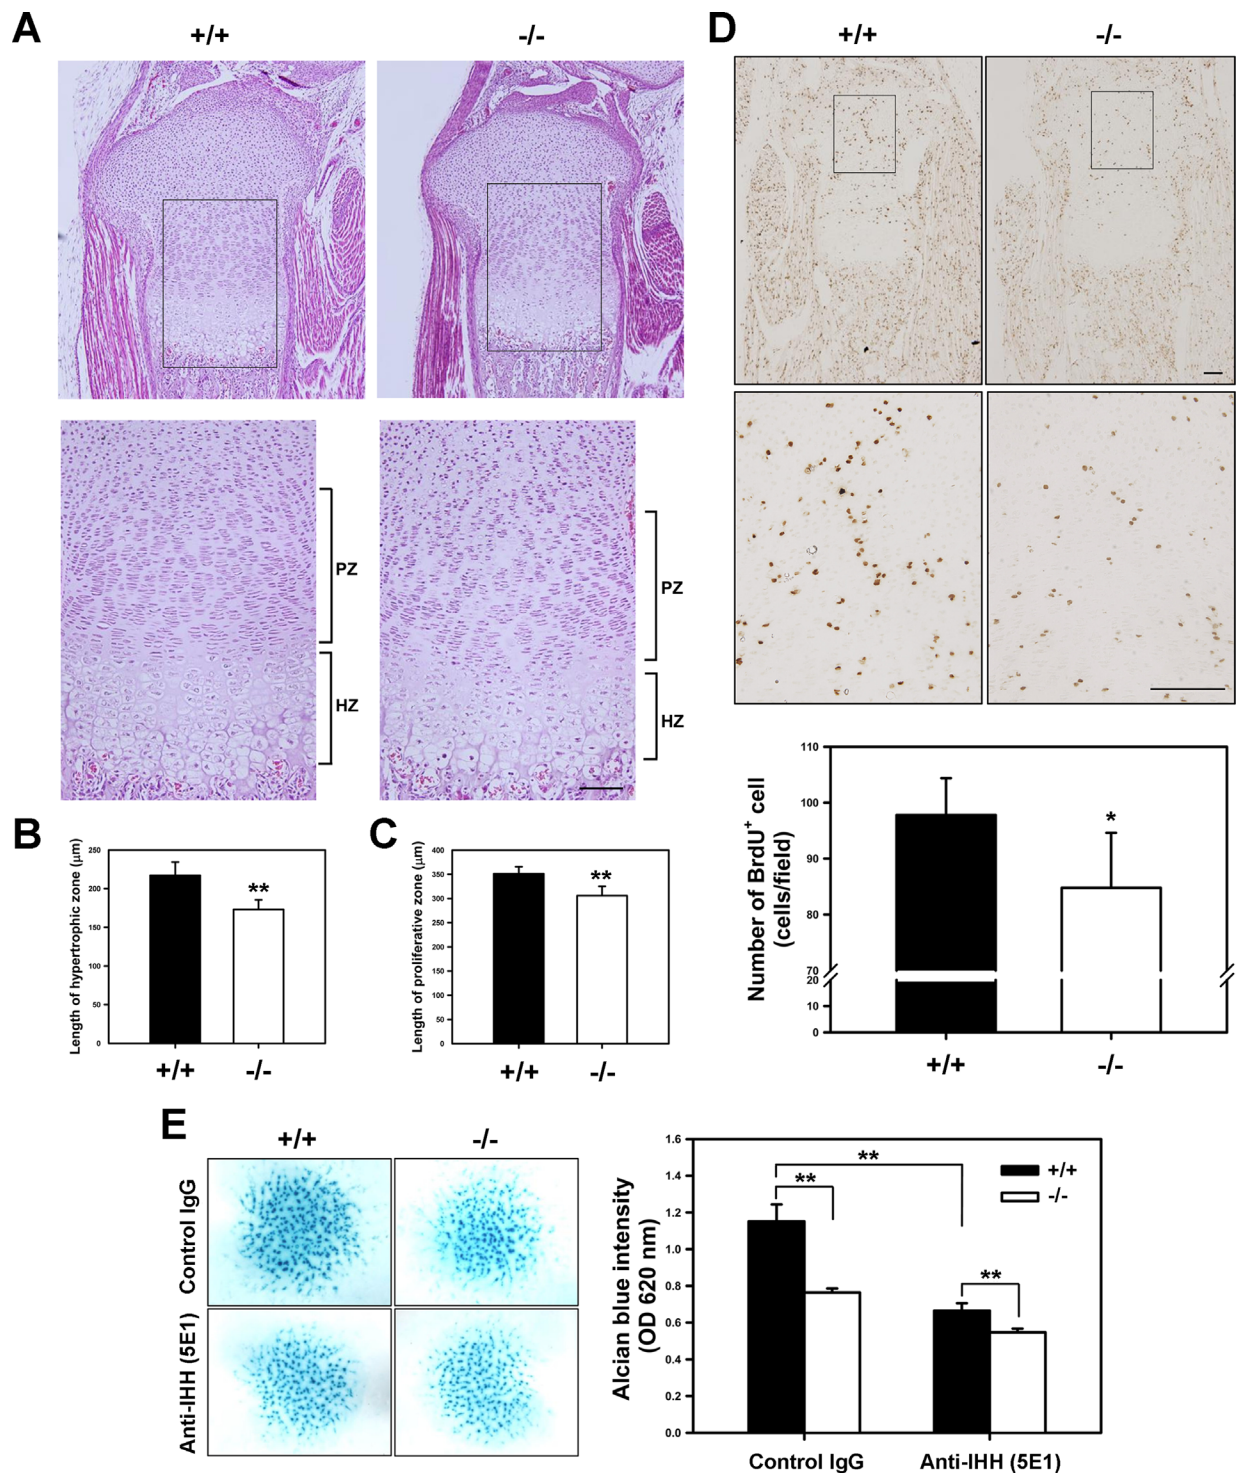 A
+/+
-/-
PZ
HZ
PZ
HZ
B
Length of hypertrophic zone (μm)
250
200
150
100
50
0
**
+/+
-/-
C
Length of proliferative zone (μm)
400
350
300
250
200
150
100
50
0
**
+/+
-/-
D
+/+
-/-
Number of BrdU⁺ cell
(cells/field)
110
100
90
80
70
20
10
0
*
+/+
-/-
E
+/+
-/-
Control IgG
Anti-IHH (5E1)
Alcian blue intensity
(OD 620 nm)
1.6
1.4
1.2
1.0
0.8
0.6
0.4
0.2
0.0
**
**
**
+/+
-/-
Control IgG
Anti-IHH (5E1)